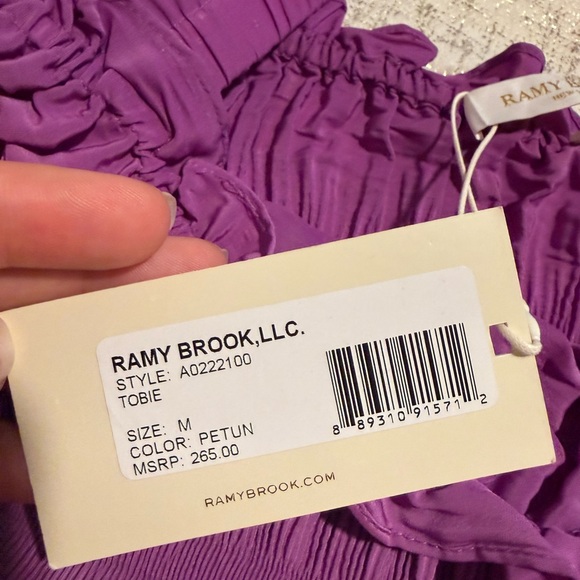 RAMY
NEW
RAMY BROOK,LLC.
STYLE: A0222100
TOBIE
SIZE: M
COLOR: PETUN
MSRP: 265.00
8 89310 91571 2
RAMYBROOK.COM